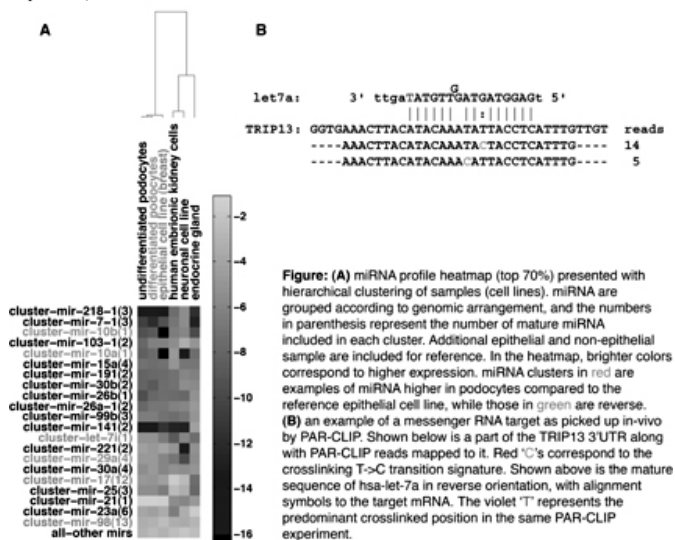 A
B
G
let7a: 3' ttgaTATGTTGATGATGGAGt 5'
TRIP13: GGTGAAACTTACATACAAATATTACCTCATTTGTTGT reads
----AAACTTACATACAAATACTACCTCATTTG---- 14
----AAACTTACATACAAACATTACCTCATTTG---- 5
undifferentiated podocytes
differentiated podocytes
epithelial cell line (breast)
human embrionic kidney cells
neuronal cell line
endocrine gland
−2
−4
−6
−8
−10
−12
−14
−16
cluster-mir-218-1(3)
cluster-mir-7-1(3)
cluster-mir-10b(1)
cluster-mir-103-1(2)
cluster-mir-10a(1)
cluster-mir-15a(4)
cluster-mir-191(2)
cluster-mir-30b(2)
cluster-mir-26b(1)
cluster-mir-26a-1(2)
cluster-mir-99b(3)
cluster-mir-141(2)
cluster-let-7i(1)
cluster-mir-221(2)
cluster-mir-29a(4)
cluster-mir-30a(4)
cluster-mir-17(12)
cluster-mir-25(3)
cluster-mir-21(1)
cluster-mir-23a(6)
cluster-mir-98(13)
all-other mirs
Figure: (A) miRNA profile heatmap (top 70%) presented with
hierarchical clustering of samples (cell lines). miRNA are
grouped according to genomic arrangement, and the numbers
in parenthesis represent the number of mature miRNA
included in each cluster. Additional epithelial and non-epithelial
sample are included for reference. In the heatmap, brighter colors
correspond to higher expression. miRNA clusters in red are
examples of miRNA higher in podocytes compared to the
reference epithelial cell line, while those in green are reverse.
(B) an example of a messenger RNA target as picked up in-vivo
by PAR-CLIP. Shown below is a part of the TRIP13 3'UTR along
with PAR-CLIP reads mapped to it. Red "C"s correspond to the
crosslinking T->C transition signature. Shown above is the mature
sequence of hsa-let-7a in reverse orientation, with alignment
symbols to the target mRNA. The violet "T" represents the
predominant crosslinked position in the same PAR-CLIP
experiment.